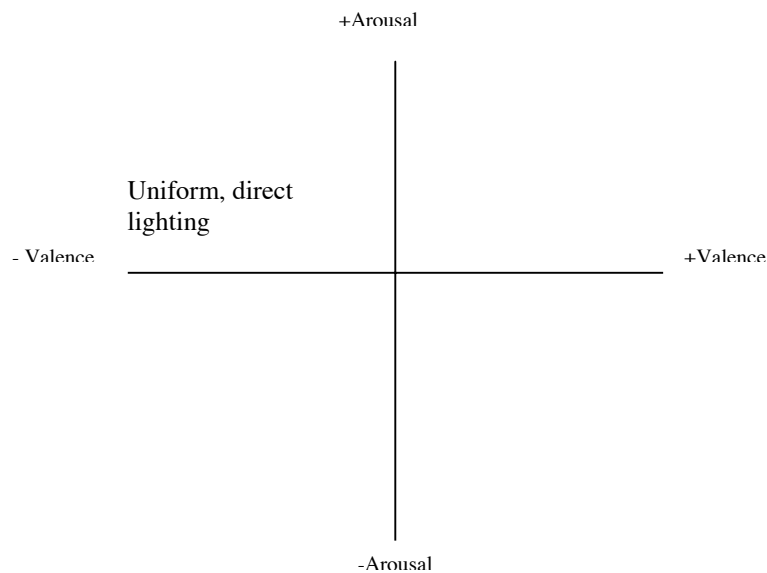 +Arousal
Uniform, direct
lighting
- Valence
+Valence
-Arousal